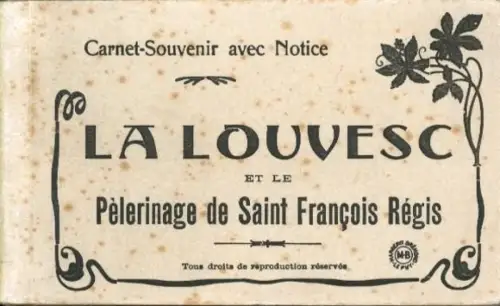 Carnet-Souvenir avec Notice
LA LOUVESC
ET LE
Pèlerinage de Saint François Régis
Tous droits de reproduction réservés
M·B